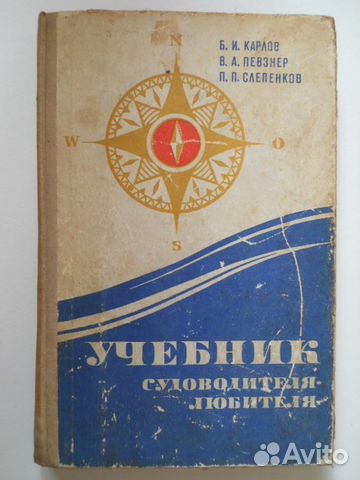 N
Б. И. КАРЛОВ
В. А. ПЕВЗНЕР
П. П. СЛЕПЕНКОВ
W
O
S
УЧЕБНИК
СУДОВОДИТЕЛЯ-
ЛЮБИТЕЛЯ
Avito